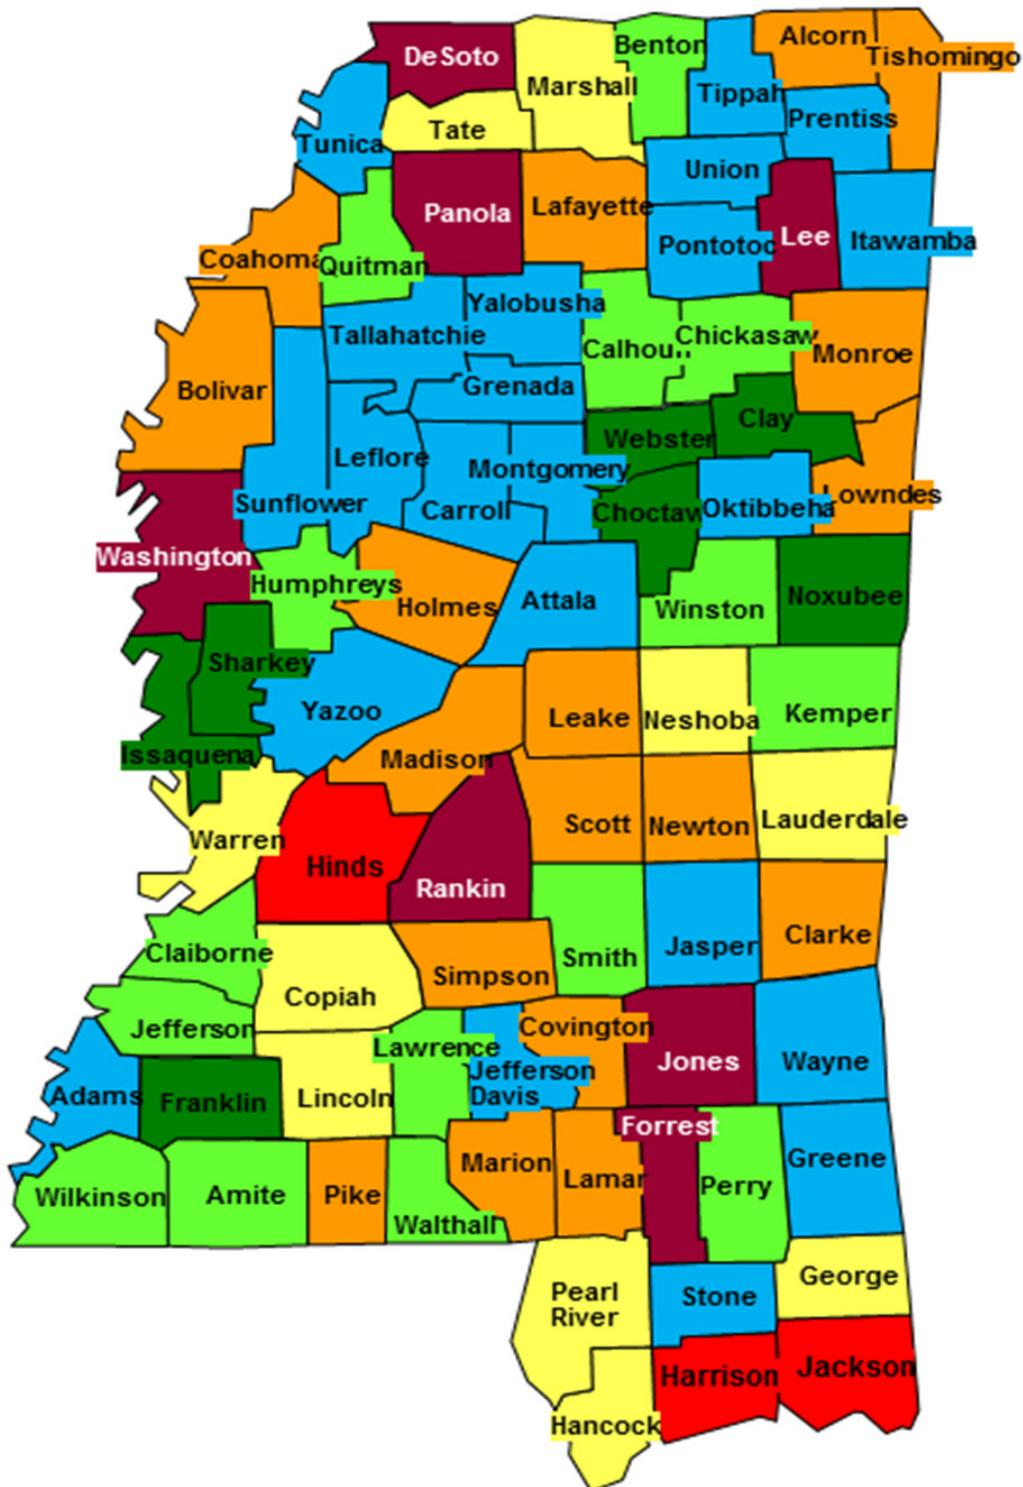 DeSoto
Benton
Alcorn
Tishomingo
Marshall
Tippah
Prentiss
Tate
Tunica
Union
Panola
Lafayette
Pontotoc
Lee
Itawamba
Coahoma
Quitman
Yalobusha
Tallahatchie
Calhoun
Chickasaw
Monroe
Bolivar
Grenada
Clay
Webster
Leflore
Montgomery
Sunflower
Carroll
Choctaw
Oktibbeha
Lowndes
Washington
Humphreys
Holmes
Attala
Winston
Noxubee
Sharkey
Yazoo
Leake
Neshoba
Kemper
Issaquena
Madison
Warren
Hinds
Rankin
Scott
Newton
Lauderdale
Claiborne
Copiah
Simpson
Smith
Jasper
Clarke
Jefferson
Lawrence
Covington
Jefferson
Davis
Jones
Wayne
Adams
Franklin
Lincoln
Forrest
Wilkinson
Amite
Pike
Walthall
Marion
Lamar
Perry
Greene
Pearl
River
Stone
George
Harrison
Jackson
Hancock